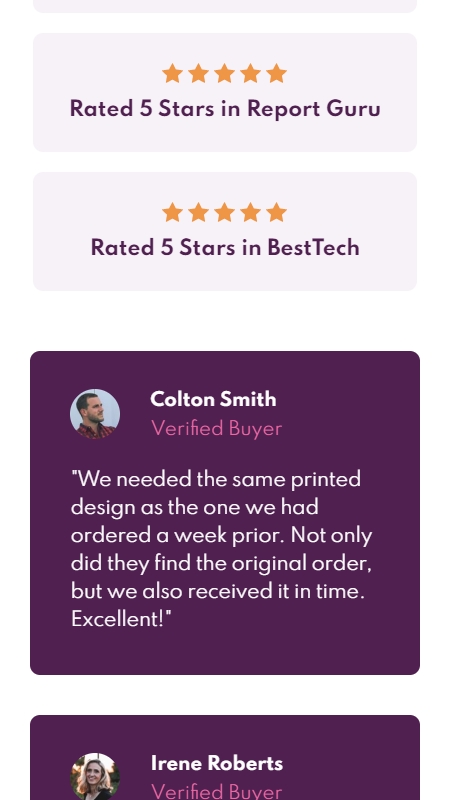 Rated 5 Stars in Report Guru
Rated 5 Stars in BestTech
Colton Smith
Verified Buyer
"We needed the same printed
design as the one we had
ordered a week prior. Not only
did they find the original order,
but we also received it in time.
Excellent!"
Irene Roberts
Verified Buyer